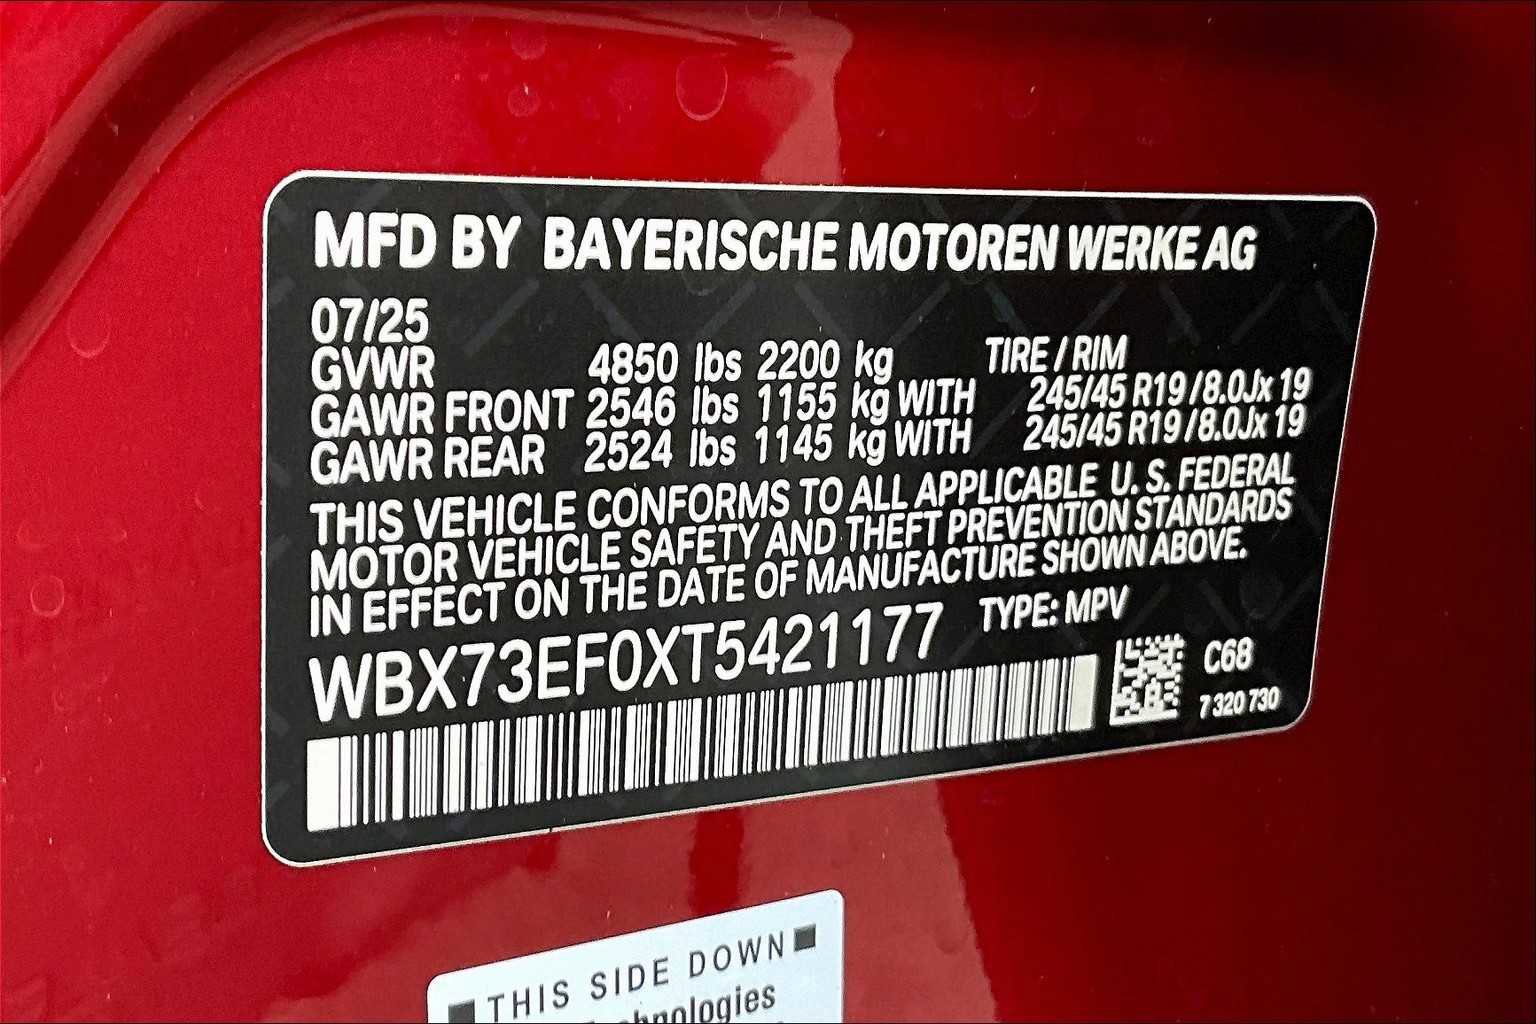 MFD BY BAYERISCHE MOTOREN WERKE AG
07/25
GVWR 4850 lbs 2200 kg TIRE / RIM
GAWR FRONT 2546 lbs 1155 kg WITH 245/45 R19 / 8.0Jx 19
GAWR REAR 2524 lbs 1145 kg WITH 245/45 R19 / 8.0Jx 19
THIS VEHICLE CONFORMS TO ALL APPLICABLE U. S. FEDERAL
MOTOR VEHICLE SAFETY AND THEFT PREVENTION STANDARDS
IN EFFECT ON THE DATE OF MANUFACTURE SHOWN ABOVE.
WBX73EF0XT5421177 TYPE: MPV
C68
7 320 730
THIS SIDE DOWN